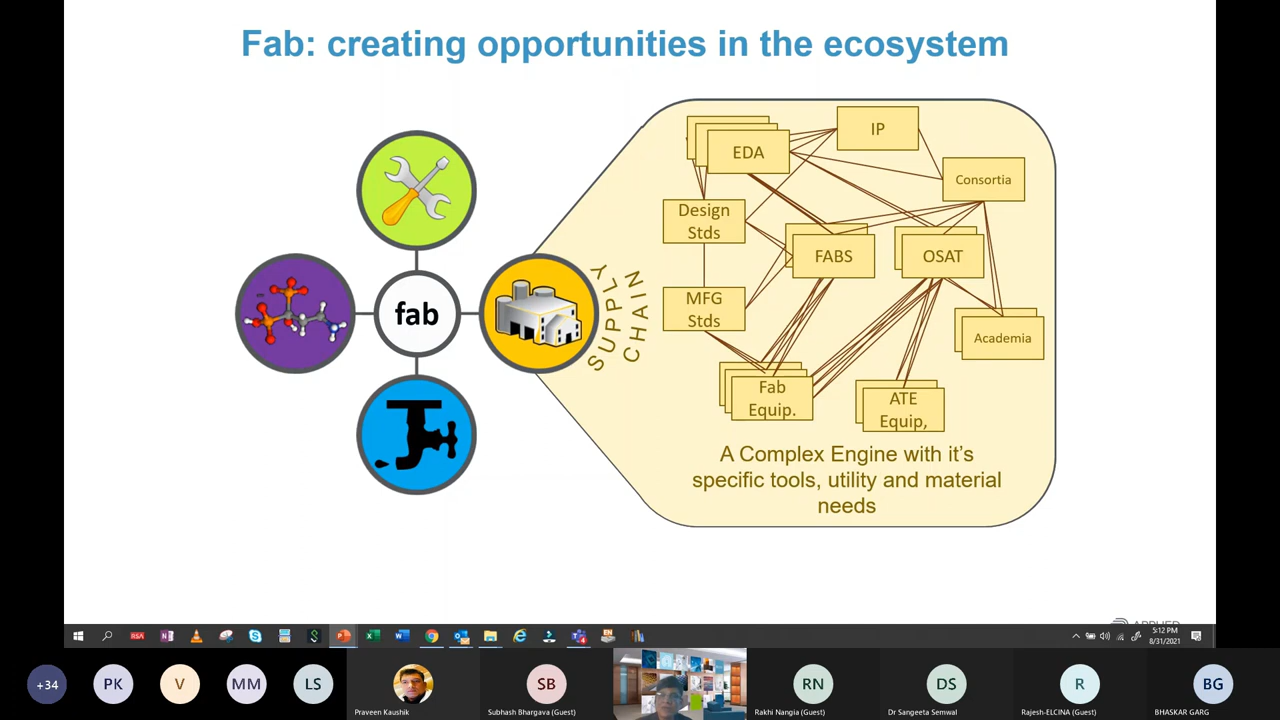 Fab: creating opportunities in the ecosystem
fab
SUPPLY
CHAIN
IP
EDA
Consortia
Design
Stds
FABS
OSAT
MFG
Stds
Academia
Fab
Equip.
ATE
Equip,
A Complex Engine with it's
specific tools, utility and material
needs
5:12 PM
8/31/2021
+34
PK
V
MM
LS
Praveen Kaushik
SB
Subhash Bhargava (Guest)
RN
Rakhi Nangia (Guest)
DS
Dr Sangeeta Semwal
R
Rajesh-ELCINA (Guest)
BG
BHASKAR GARG